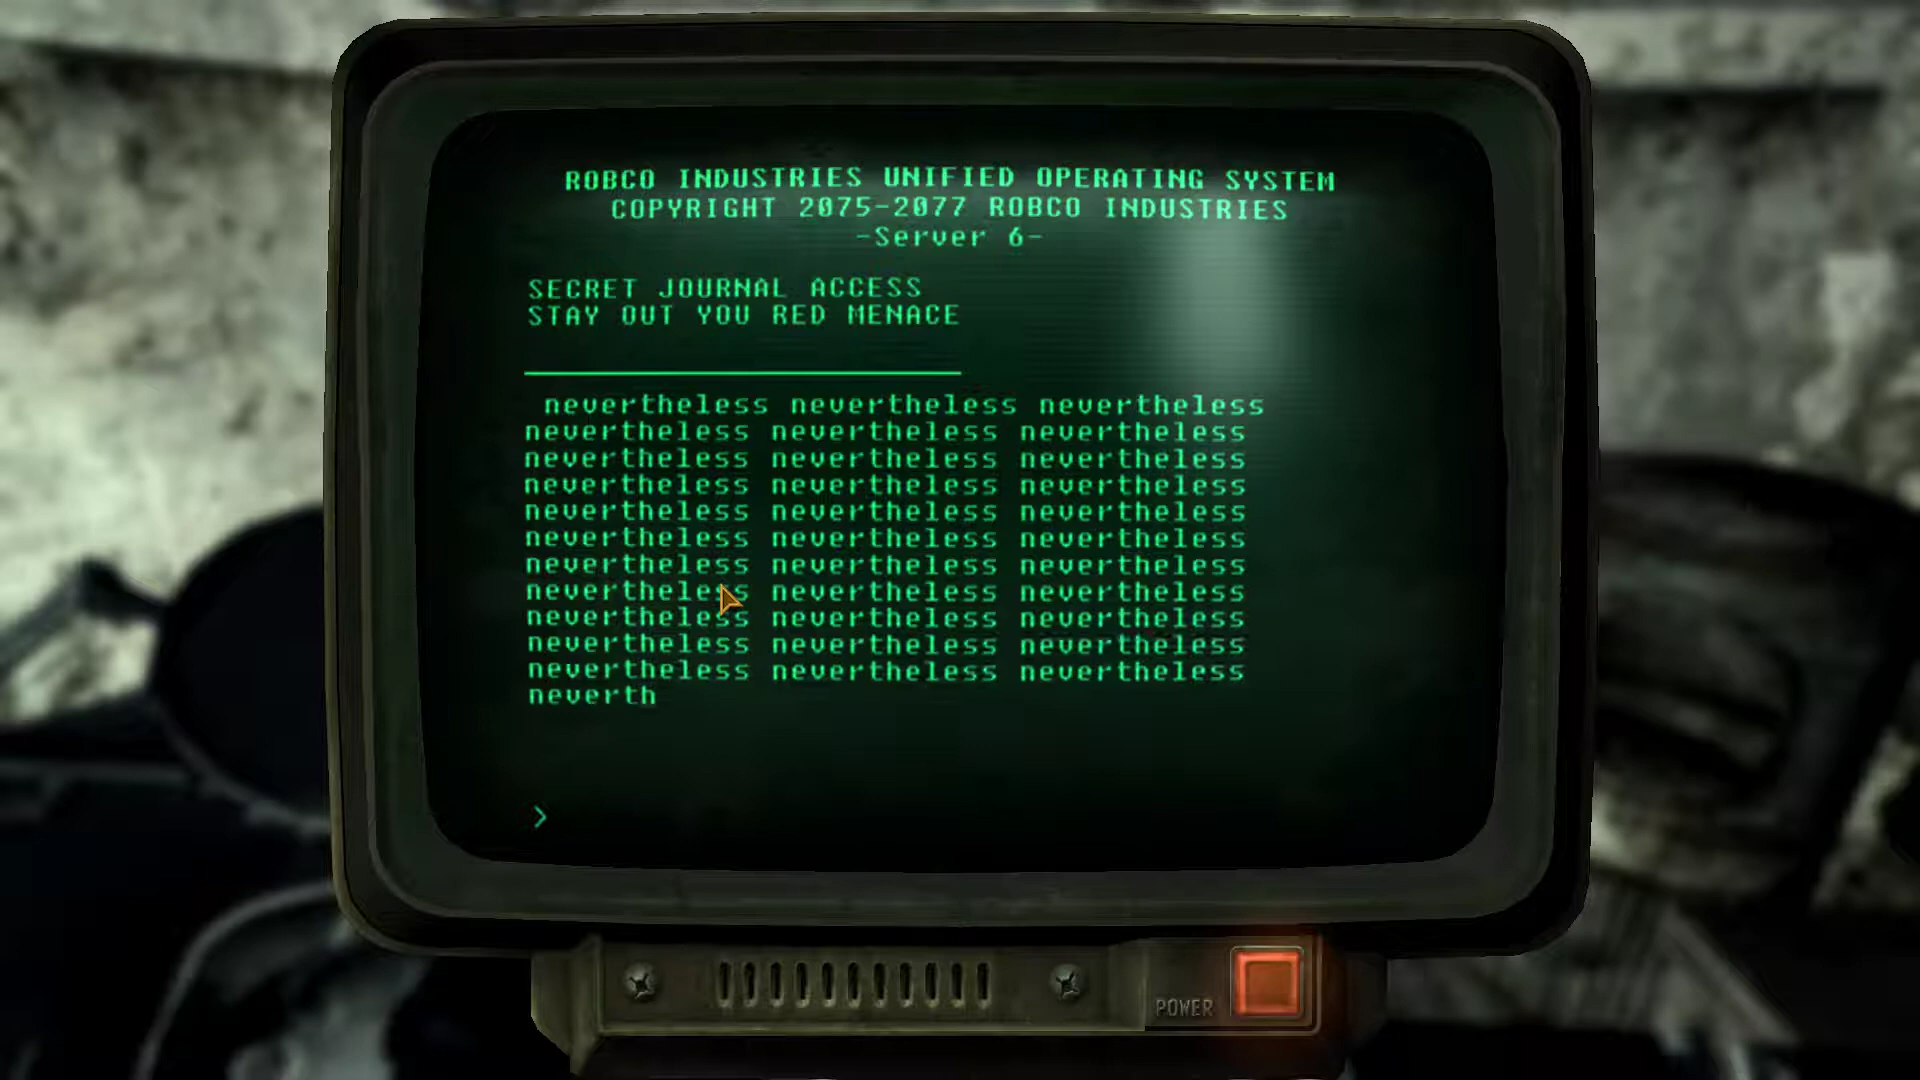 ROBCO INDUSTRIES UNIFIED OPERATING SYSTEM
COPYRIGHT 2075-2077 ROBCO INDUSTRIES
-Server 6-
SECRET JOURNAL ACCESS
STAY OUT YOU RED MENACE
nevertheless nevertheless nevertheless
nevertheless nevertheless nevertheless
nevertheless nevertheless nevertheless
nevertheless nevertheless nevertheless
nevertheless nevertheless nevertheless
nevertheless nevertheless nevertheless
nevertheless nevertheless nevertheless
nevertheless nevertheless nevertheless
nevertheless nevertheless nevertheless
nevertheless nevertheless nevertheless
nevertheless nevertheless nevertheless
neverth
>
POWER